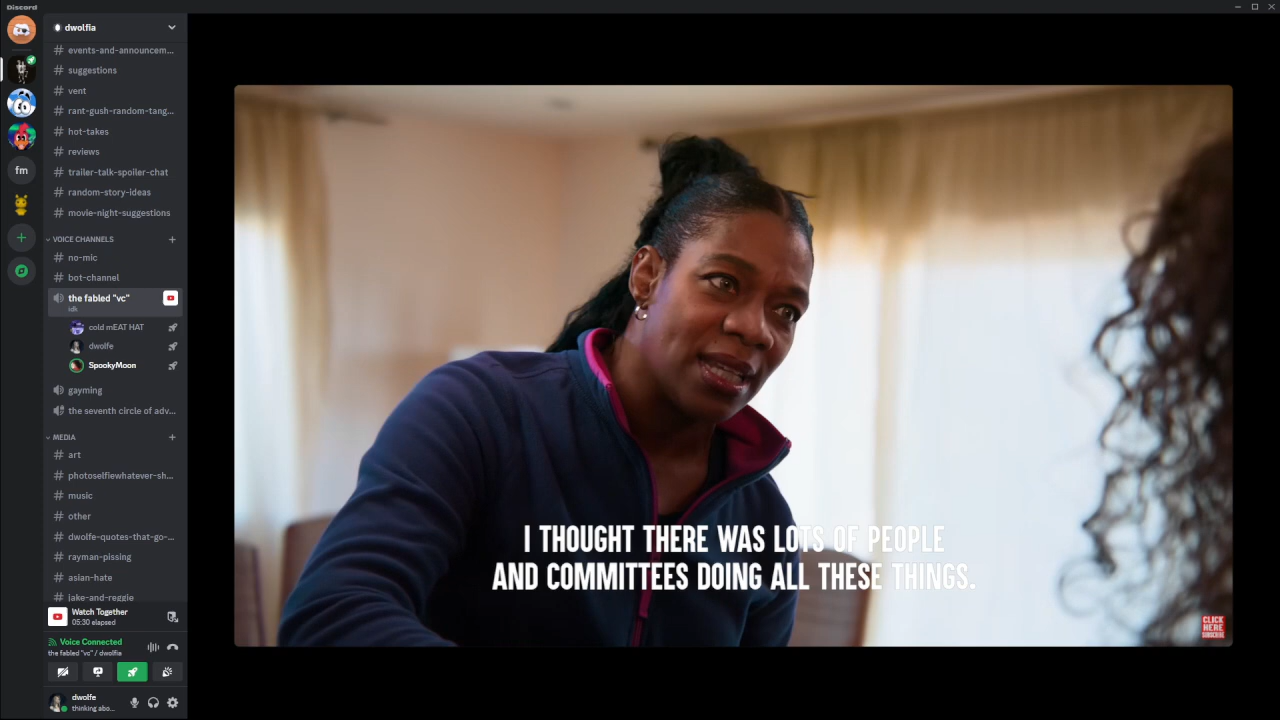 Discord
dwolfia
events-and-announcem...
suggestions
vent
rant-gush-random-tang...
hot-takes
reviews
trailer-talk-spoiler-chat
random-story-ideas
movie-night-suggestions
VOICE CHANNELS
no-mic
bot-channel
the fabled "vc"
idk
cold mEAT HAT
dwolfe
SpookyMoon
gayming
the seventh circle of adv...
MEDIA
art
photoselfiewhatever-sh...
music
other
dwolfe-quotes-that-go-...
rayman-pissing
asian-hate
jake-and-reggie
Watch Together
05:30 elapsed
Voice Connected
the fabled "vc" / dwolfia
dwolfe
thinking abo...
fm
I THOUGHT THERE WAS LOTS OF PEOPLE
AND COMMITTEES DOING ALL THESE THINGS.
CLICK
HERE
SUBSCRIBE